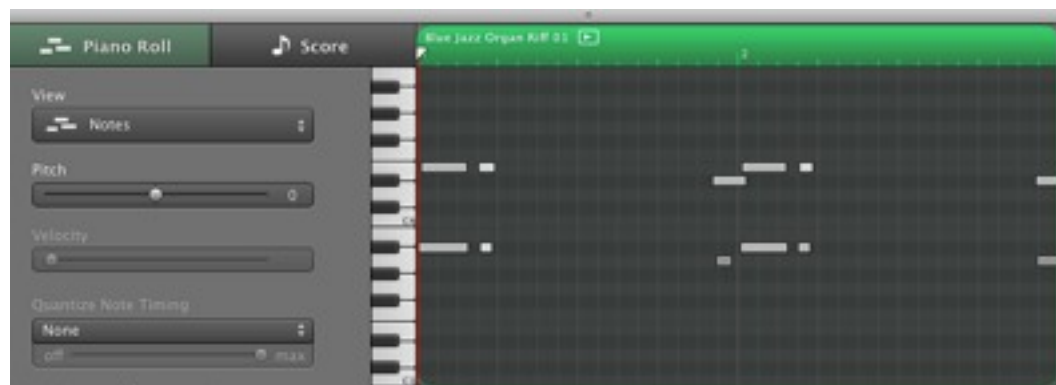 Piano Roll
Score
Blue Jazz Organ Riff 01
2
View
Notes
Pitch
0
Velocity
Quantize Note Timing
None
off max